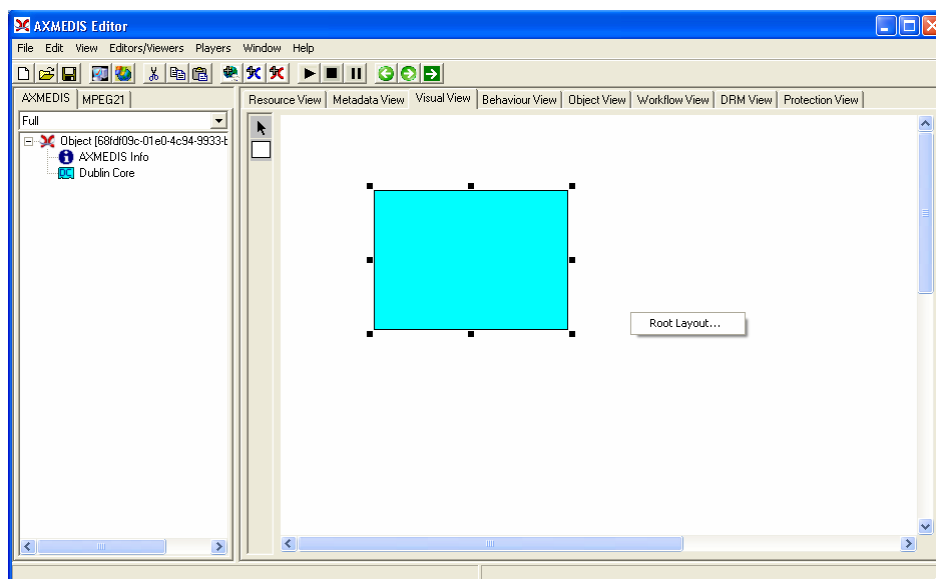 AXMEDIS Editor
File Edit View Editors/Viewers Players Window Help
AXMEDIS MPEG21
Resource View Metadata View Visual View Behaviour View Object View Workflow View DRM View Protection View
Full
Object [68fdf09c-01e0-4c94-9933-b
AXMEDIS Info
DC Dublin Core
Root Layout...